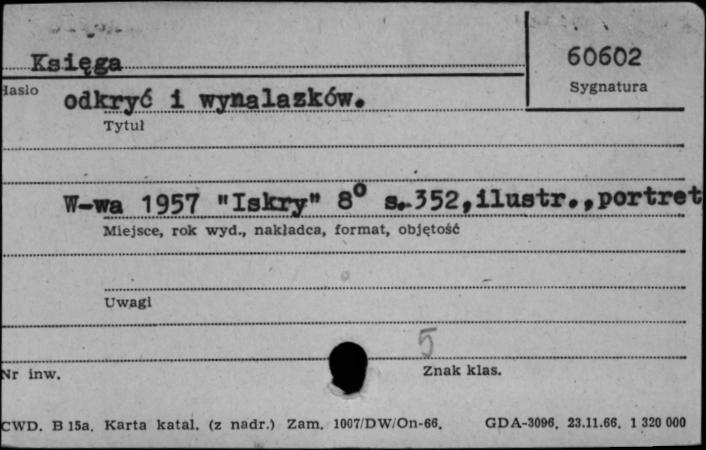 Księga
60602
Hasło
Sygnatura
odkryć i wynalazków.
Tytuł
W-wa 1957 "Iskry" 8⁰ s.352,ilustr.,portret
Miejsce, rok wyd., nakładca, format, objętość
Uwagi
5
Nr inw.
Znak klas.
CWD. B 15a. Karta katal. (z nadr.) Zam. 1007/DW/On-66. GDA-3096. 23.11.66. 1 320 000